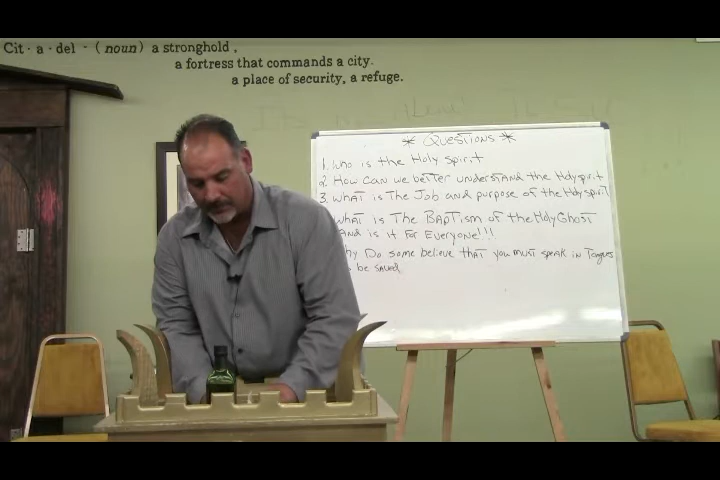 Cit · a · del - ( noun ) a stronghold,
a fortress that commands a city.
a place of security, a refuge.
* QUESTIONS *
1. Who is the Holy Spirit
2. How Can we better understand the Holy Spirit
3. What is The Job and purpose of the Holy Spirit
What is The Baptism of the Holy Ghost
And is it For Everyone!!!
Do some believe that you must speak in Tongues
be saved